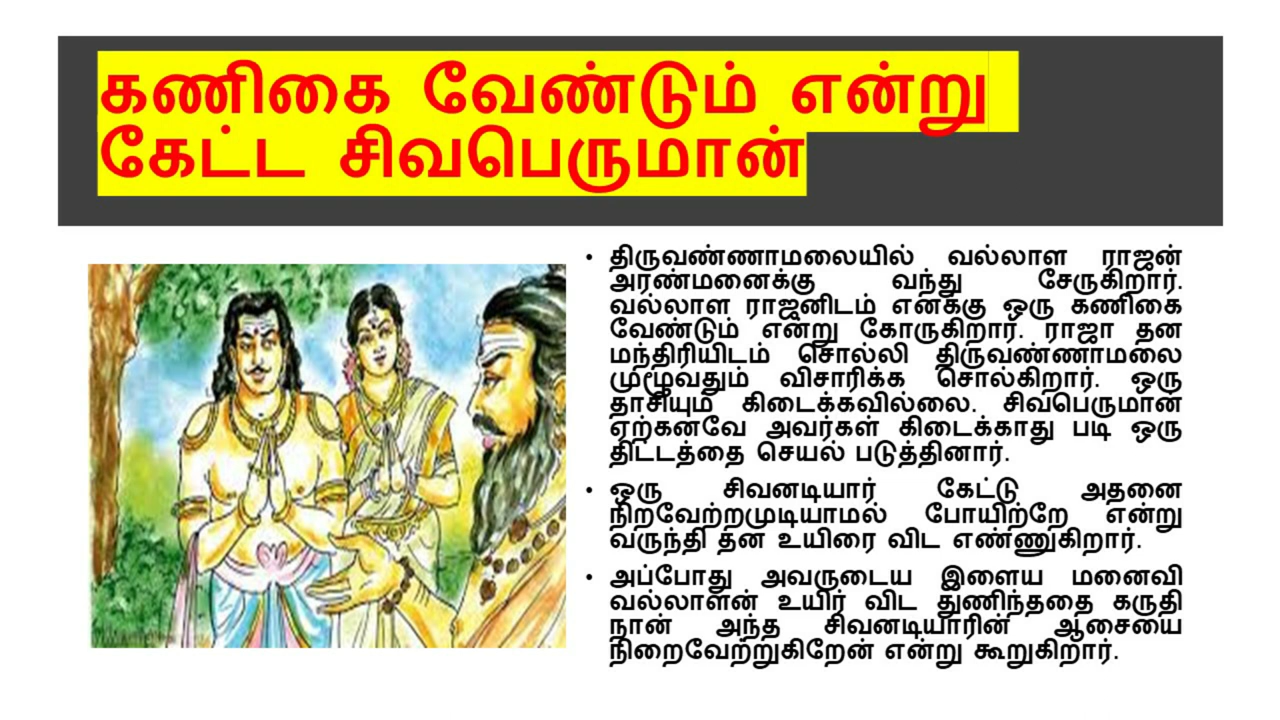 கணிகை வேண்டும் என்று
கேட்ட சிவபெருமான்
• திருவண்ணாமலையில் வல்லாள ராஜன்
அரண்மனைக்கு வந்து சேருகிறார்.
வல்லாள ராஜனிடம் எனக்கு ஒரு கணிகை
வேண்டும் என்று கோருகிறார். ராஜா தன
மந்திரியிடம் சொல்லி திருவண்ணாமலை
முழுவதும் விசாரிக்க சொல்கிறார். ஒரு
தாசியும் கிடைக்கவில்லை. சிவபெருமான்
ஏற்கனவே அவர்கள் கிடைக்காது படி ஒரு
திட்டத்தை செயல் படுத்தினார்.
• ஒரு சிவனடியார் கேட்டு அதனை
நிறவேற்றமுடியாமல் போயிற்றே என்று
வருந்தி தன் உயிரை விட எண்ணுகிறார்.
• அப்போது அவருடைய இளைய மனைவி
வல்லாளன் உயிர் விட துணிந்ததை கருதி
நான் அந்த சிவனடியாரின் ஆசையை
நிறைவேற்றுகிறேன் என்று கூறுகிறார்.